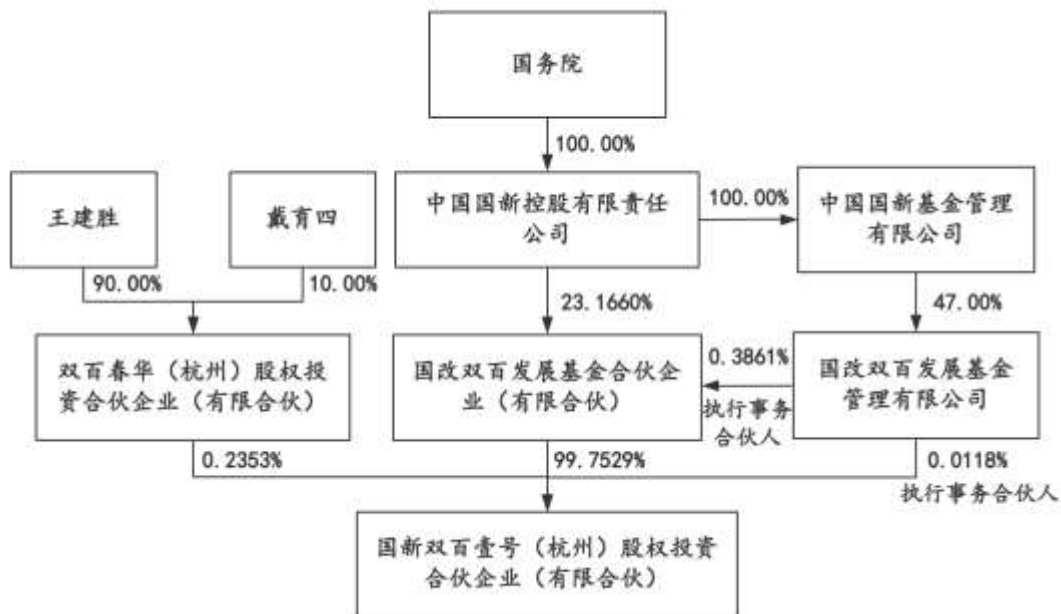 国务院
100.00%
王建胜
戴育四
中国国新控股有限责任
公司
100.00%
中国国新基金管理
有限公司
90.00%
10.00%
23.1660%
47.00%
双百春华（杭州）股权投
资合伙企业（有限合伙）
国改双百发展基金合伙企
业（有限合伙）
0.3861%
执行事务
合伙人
国改双百发展基金
管理有限公司
0.2353%
99.7529%
0.0118%
执行事务合伙人
国新双百壹号（杭州）股权投资
合伙企业（有限合伙）